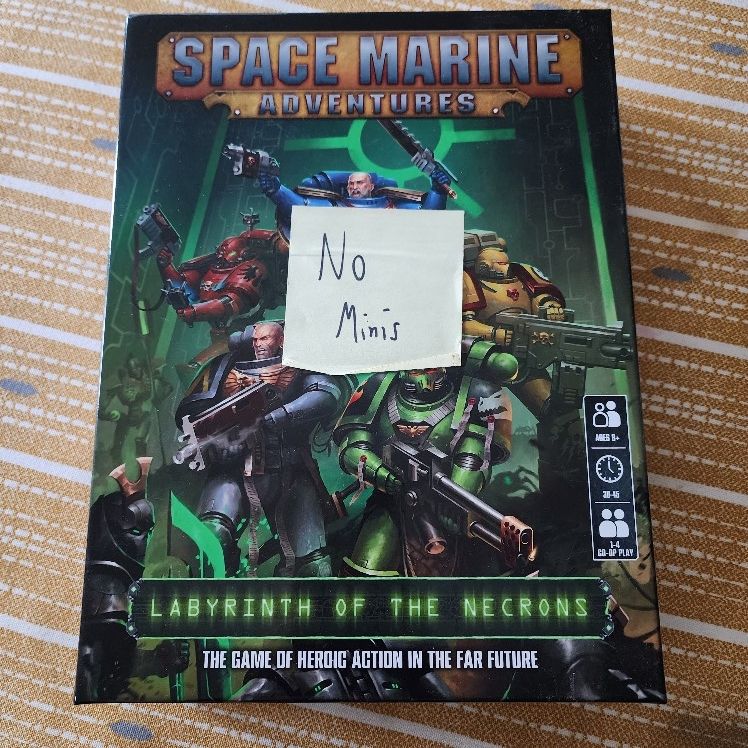 SPACE MARINE
ADVENTURES
No
Minis
AGES 8+
30-45
1-4
CO-OP PLAY
LABYRINTH OF THE NECRONS
THE GAME OF HEROIC ACTION IN THE FAR FUTURE